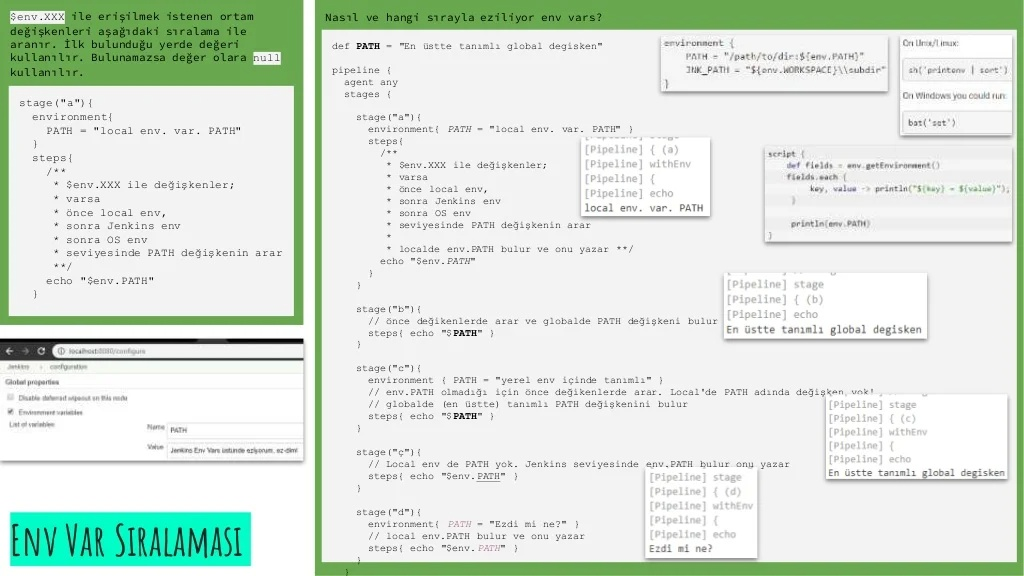 $env.XXX ile erişilmek istenen ortam
değişkenleri aşağıdaki sıralama ile
aranır. İlk bulunduğu yerde değeri
kullanılır. Bulunamazsa değer olara null
kullanılır.
stage("a"){
environment{
PATH = "local env. var. PATH"
}
steps{
/**
* $env.XXX ile değişkenler;
* varsa
* önce local env,
* sonra Jenkins env
* sonra OS env
* seviyesinde PATH değişkenin arar
**/
echo "$env.PATH"
}
localhost:8080/configure
Jenkins
configuration
Global properties
Disable deferred wipeout on this node
Environment variables
List of variables
Name PATH
Value Jenkins Env Vars üstünde eziyorum, ez-dim!
Env Var Sıralaması
Nasıl ve hangi sırayla eziliyor env vars?
def PATH = "En üstte tanımlı global degisken"
pipeline {
agent any
stages {
stage("a"){
environment{ PATH = "local env. var. PATH" }
steps{
/**
* $env.XXX ile değişkenler;
* varsa
* önce local env,
* sonra Jenkins env
* sonra OS env
* seviyesinde PATH değişkenin arar
*
* localde env.PATH bulur ve onu yazar **/
echo "$env.PATH"
}
}
stage("b"){
// önce değikenlerde arar ve globalde PATH değişkeni bulur
steps{ echo "$PATH" }
}
stage("c"){
environment { PATH = "yerel env içinde tanımlı" }
// env.PATH olmadığı için önce değikenlerde arar. Local'de PATH adında değişken yok!
// globalde (en üstte) tanımlı PATH değişkenini bulur
steps{ echo "$PATH" }
}
stage("ç"){
// Local env de PATH yok. Jenkins seviyesinde env.PATH bulur onu yazar
steps{ echo "$env.PATH" }
}
stage("d"){
environment{ PATH = "Ezdi mi ne?" }
// local env.PATH bulur ve onu yazar
steps{ echo "$env.PATH" }
}
}
environment {
PATH = "/path/to/dir:${env.PATH}"
JNK_PATH = "${env.WORKSPACE}\\subdir"
}
On Unix/Linux:
sh('printenv | sort')
On Windows you could run:
bat('set')
script {
def fields = env.getEnvironment()
fields.each {
key, value -> println("${key} = ${value}");
}
println(env.PATH)
}
[Pipeline] stage
[Pipeline] { (a)
[Pipeline] withEnv
[Pipeline] {
[Pipeline] echo
local env. var. PATH
[Pipeline] stage
[Pipeline] { (b)
[Pipeline] echo
En üstte tanımlı global degisken
[Pipeline] stage
[Pipeline] { (c)
[Pipeline] withEnv
[Pipeline] {
[Pipeline] echo
En üstte tanımlı global degisken
[Pipeline] stage
[Pipeline] { (d)
[Pipeline] withEnv
[Pipeline] {
[Pipeline] echo
Ezdi mi ne?